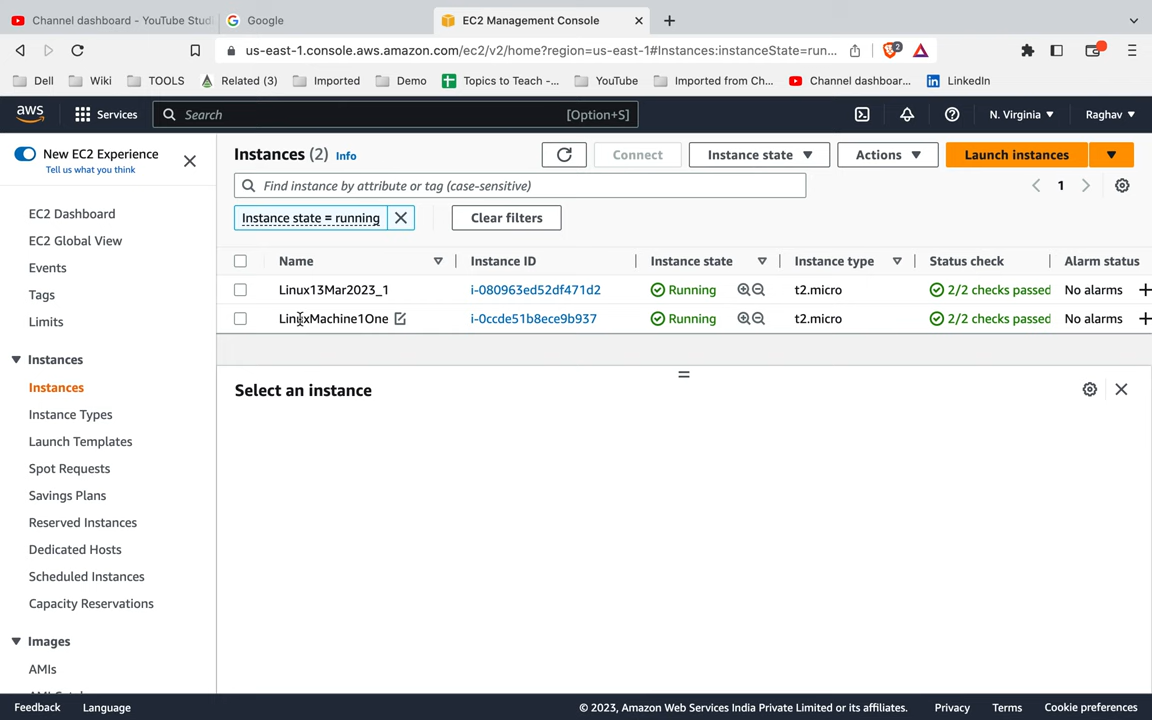 Channel dashboard - YouTube Studi
Google
EC2 Management Console
us-east-1.console.aws.amazon.com/ec2/v2/home?region=us-east-1#Instances:instanceState=run...
2
Dell
Wiki
TOOLS
Related (3)
Imported
Demo
Topics to Teach -...
YouTube
Imported from Ch...
Channel dashboar...
LinkedIn
aws
Services
Search
[Option+S]
N. Virginia
Raghav
New EC2 Experience
Tell us what you think
EC2 Dashboard
EC2 Global View
Events
Tags
Limits
Instances
Instances
Instance Types
Launch Templates
Spot Requests
Savings Plans
Reserved Instances
Dedicated Hosts
Scheduled Instances
Capacity Reservations
Images
AMIs
Instances (2) Info
Connect
Instance state
Actions
Launch instances
Find instance by attribute or tag (case-sensitive)
1
Instance state = running
Clear filters
Name Instance ID Instance state Instance type Status check Alarm status
Linux13Mar2023_1 i-080963ed52df471d2 Running t2.micro 2/2 checks passed No alarms
LinuxMachine1One i-0ccde51b8ece9b937 Running t2.micro 2/2 checks passed No alarms
Select an instance
Feedback
Language
© 2023, Amazon Web Services India Private Limited or its affiliates.
Privacy
Terms
Cookie preferences